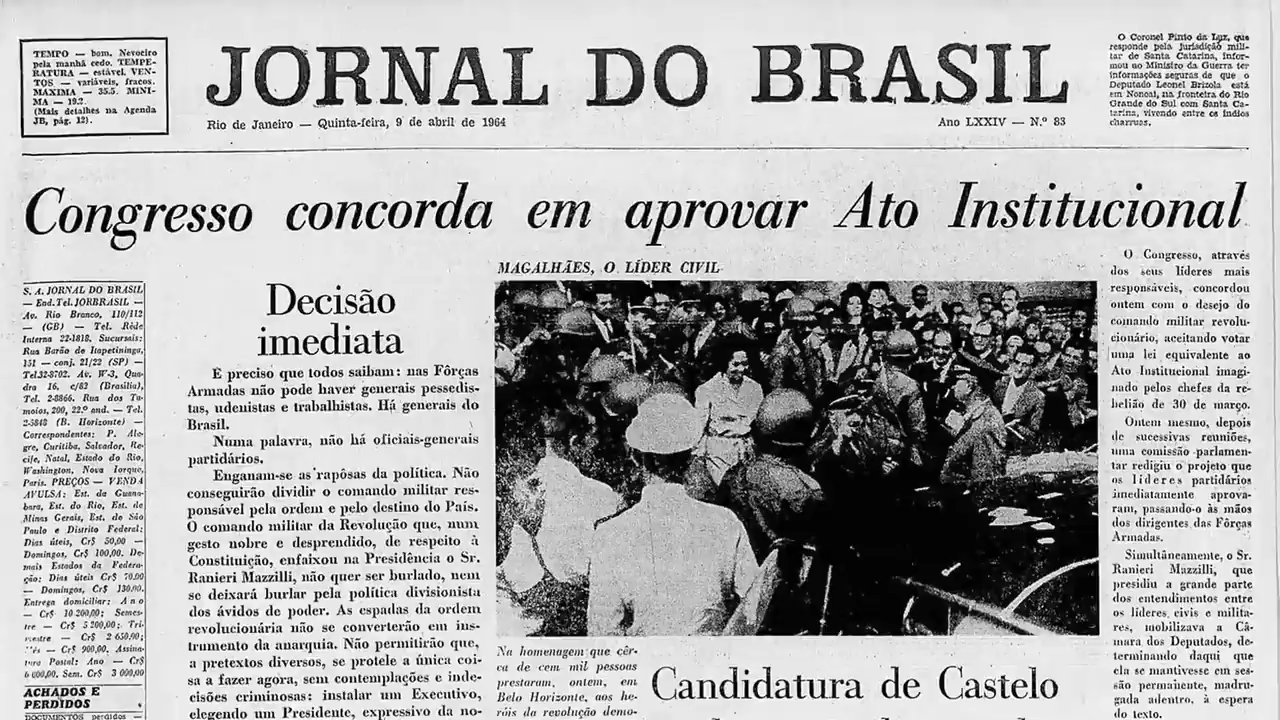 TEMPO — bom. Nevoeiro
pela manhã cedo. TEMPE-
RATURA — estável. VEN-
TOS — variáveis, fracos.
MÁXIMA — 35.5. MÍNI-
MA — 19.2.
(Mais detalhes na Agenda
JB, pág. 12).
JORNAL DO BRASIL
Rio de Janeiro — Quinta-feira, 9 de abril de 1964
Ano LXXIV — N.º 83
O Coronel Pinto da Luz, que
responde pela jurisdição mili-
tar de Santa Catarina, infor-
mou ao Ministro da Guerra ter
informações seguras de que o
Deputado Leonel Brizola está
em Nonoai, na fronteira do Rio
Grande do Sul com Santa Ca-
tarina, vivendo entre os índios
charruas.
Congresso concorda em aprovar Ato Institucional
S. A. JORNAL DO BRASIL
— End. Tel. JORBRASIL —
Av. Rio Branco, 110/112
— (GB) — Tel. Rêde
Interna 22-1818. Sucursais:
Rua Barão de Itapetininga,
151 — conj. 21/22 (SP) —
Tel. 32-8702. Av. W-3, Qua-
dra 16, c/82 (Brasília),
Tel. 2-8866. Rua dos Tu-
moios, 200, 22.º and. — Tel.
2-5848 (B. Horizonte) —
Correspondentes: P. Ale-
gre, Curitiba, Salvador, Re-
cife, Natal, Estado do Rio,
Washington, Nova Iorque,
Paris. PREÇOS — VENDA
AVULSA: Est. da Guana-
bara, Est. do Rio, Est. de
Minas Gerais, Est. de São
Paulo e Distrito Federal:
Dias úteis, Cr$ 50,00 —
Domingos, Cr$ 100,00. De-
mais Estados da Federa-
ção: Dias úteis Cr$ 70,00
— Domingos, Cr$ 130,00.
Entrega domiciliar: Ano
— Cr$ 10 200,00; Semes-
tre — Cr$ 5 200,00; Tri-
mestre — Cr$ 2 650,00;
Mês — Cr$ 900,00. Assina-
tura Postal: Ano — Cr$
6 000,00. Sem. Cr$ 3 000,00
ACHADOS E
PERDIDOS
DOCUMENTOS perdidos —
Decisão
imediata
É preciso que todos saibam: nas Fôrças
Armadas não pode haver generais pessedis-
tas, udenistas e trabalhistas. Há generais do
Brasil.
Numa palavra, não há oficiais-generais
partidários.
Enganam-se as rapôsas da política. Não
conseguirão dividir o comando militar res-
ponsável pela ordem e pelo destino do País.
O comando militar da Revolução que, num
gesto nobre e desprendido, de respeito à
Constituição, enfaixou na Presidência o Sr.
Ranieri Mazzilli, não quer ser burlado, nem
se deixará burlar pela política divisionista
dos ávidos de poder. As espadas da ordem
revolucionária não se converterão em ins-
trumento da anarquia. Não permitirão que,
a pretextos diversos, se protele a única coi-
sa a fazer agora, sem contemplações e inde-
cisões criminosas: instalar um Executivo,
elegendo um Presidente, expressivo da no-
MAGALHÃES, O LÍDER CIVIL
Na homenagem que cêr-
ca de cem mil pessoas
prestaram ontem, em
Belo Horizonte, aos he-
róis da revolução demo-
Candidatura de Castelo
O Congresso, através
dos seus líderes mais
responsáveis, concordou
ontem com o desejo do
comando militar revolu-
cionário, aceitando votar
uma lei equivalente ao
Ato Institucional imagi-
nado pelos chefes da re-
belião de 30 de março.
Ontem mesmo, depois
de sucessivas reuniões,
uma comissão parlamen-
tar redigiu o projeto que
os líderes partidários
imediatamente aprova-
ram, passando-o às mãos
dos dirigentes das Fôrças
Armadas.
Simultâneamente, o Sr.
Ranieri Mazzilli, que
presidiu a grande parte
dos entendimentos entre
os líderes civis e milita-
res, mobilizava a Câ-
mara dos Deputados, de-
terminando daqui que
ela se mantivesse em ses-
são permanente, madru-
gada adentro, à espera
do texto.